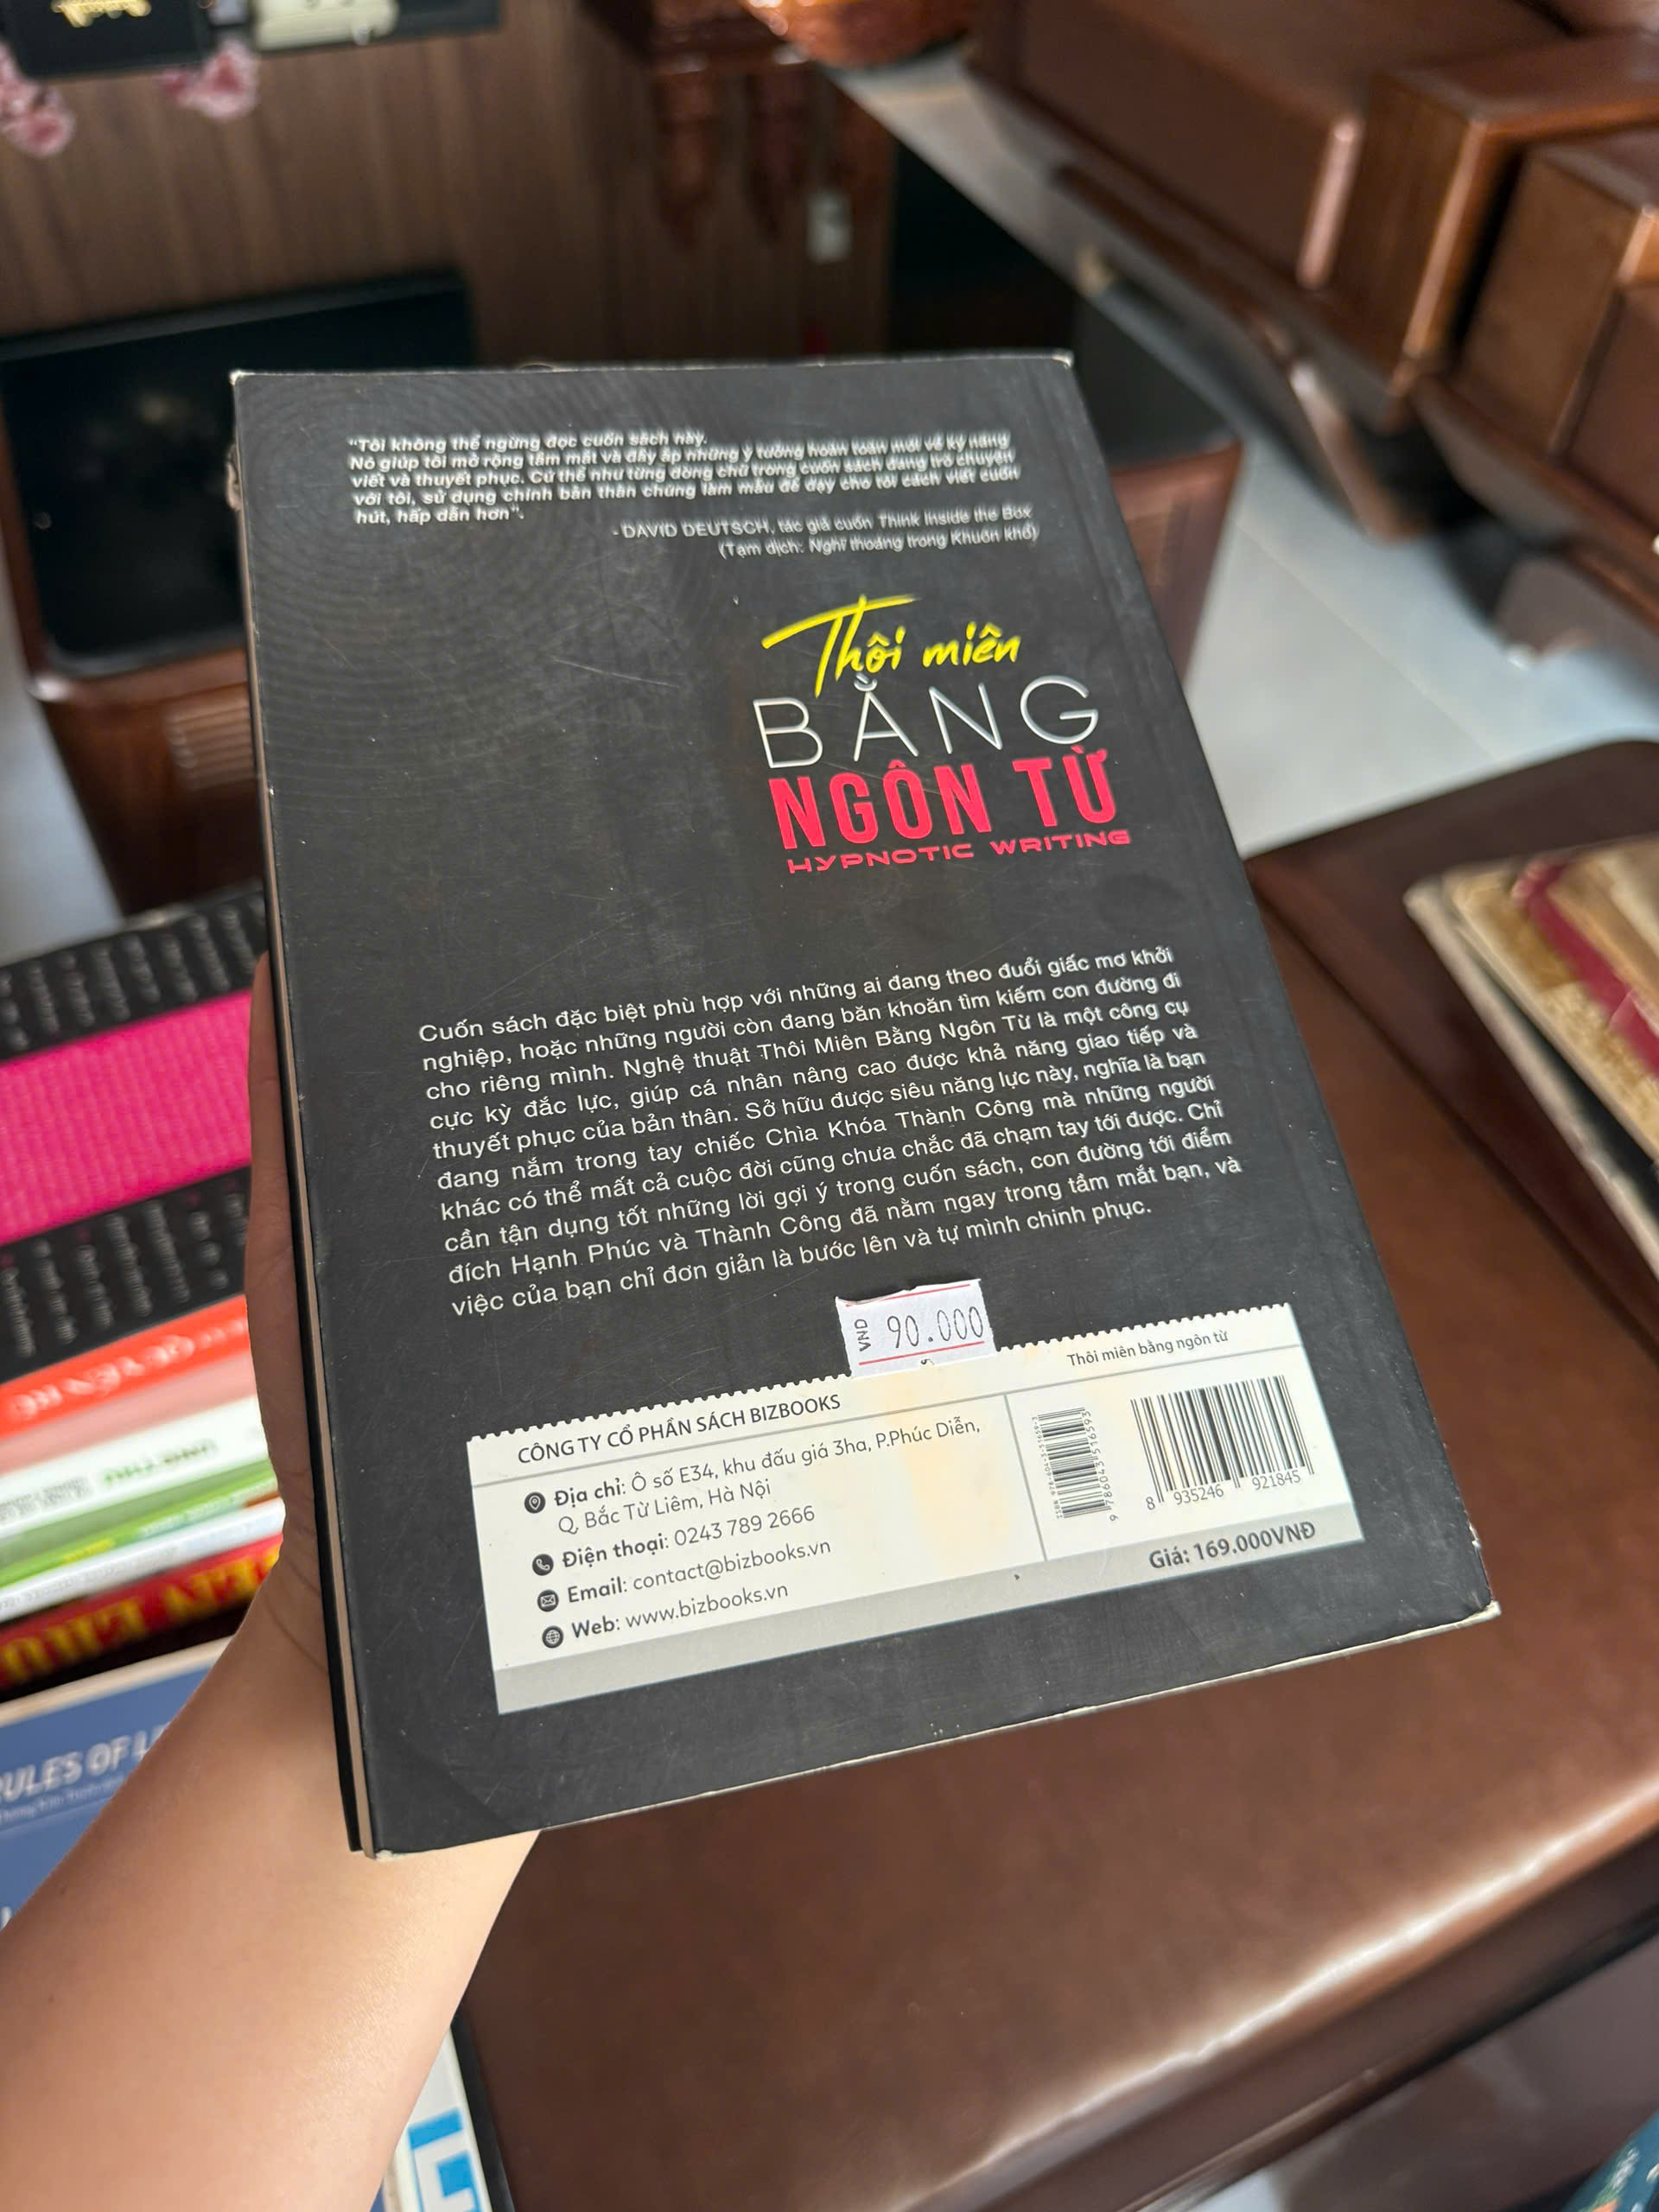 "Tôi không thể ngừng đọc cuốn sách này.
Nó giúp tôi mở rộng tầm mắt và đầy ắp những ý tưởng hoàn toàn mới về kỹ năng
viết và thuyết phục. Cứ thể như từng dòng chữ trong cuốn sách đang trò chuyện
với tôi, sử dụng chính bản thân chúng làm mẫu để dạy cho tôi cách viết cuốn
hút, hấp dẫn hơn".
- DAVID DEUTSCH, tác giả cuốn Think Inside the Box
(Tạm dịch: Nghĩ thoáng trong Khuôn khổ)
Thôi miên
BẰNG
NGÔN TỪ
HYPNOTIC WRITING
Cuốn sách đặc biệt phù hợp với những ai đang theo đuổi giấc mơ khởi
nghiệp, hoặc những người còn đang băn khoăn tìm kiếm con đường đi
cho riêng mình. Nghệ thuật Thôi Miên Bằng Ngôn Từ là một công cụ
cực kỳ đắc lực, giúp cá nhân nâng cao được khả năng giao tiếp và
thuyết phục của bản thân. Sở hữu được siêu năng lực này, nghĩa là bạn
đang nắm trong tay chiếc Chìa Khóa Thành Công mà những người
khác có thể mất cả cuộc đời cũng chưa chắc đã chạm tay tới được. Chỉ
cần tận dụng tốt những lời gợi ý trong cuốn sách, con đường tới điểm
đích Hạnh Phúc và Thành Công đã nằm ngay trong tầm mắt bạn, và
việc của bạn chỉ đơn giản là bước lên và tự mình chinh phục.
VND 90.000
Thôi miên bằng ngôn từ
CÔNG TY CỔ PHẦN SÁCH BIZBOOKS
Địa chỉ: Ô số E34, khu đấu giá 3ha, P.Phúc Diễn,
Q. Bắc Từ Liêm, Hà Nội
Điện thoại: 0243 789 2666
Email: contact@bizbooks.vn
Web: www.bizbooks.vn
9 786043 516593
8 935246 921845
Giá: 169.000VNĐ
RULES OF